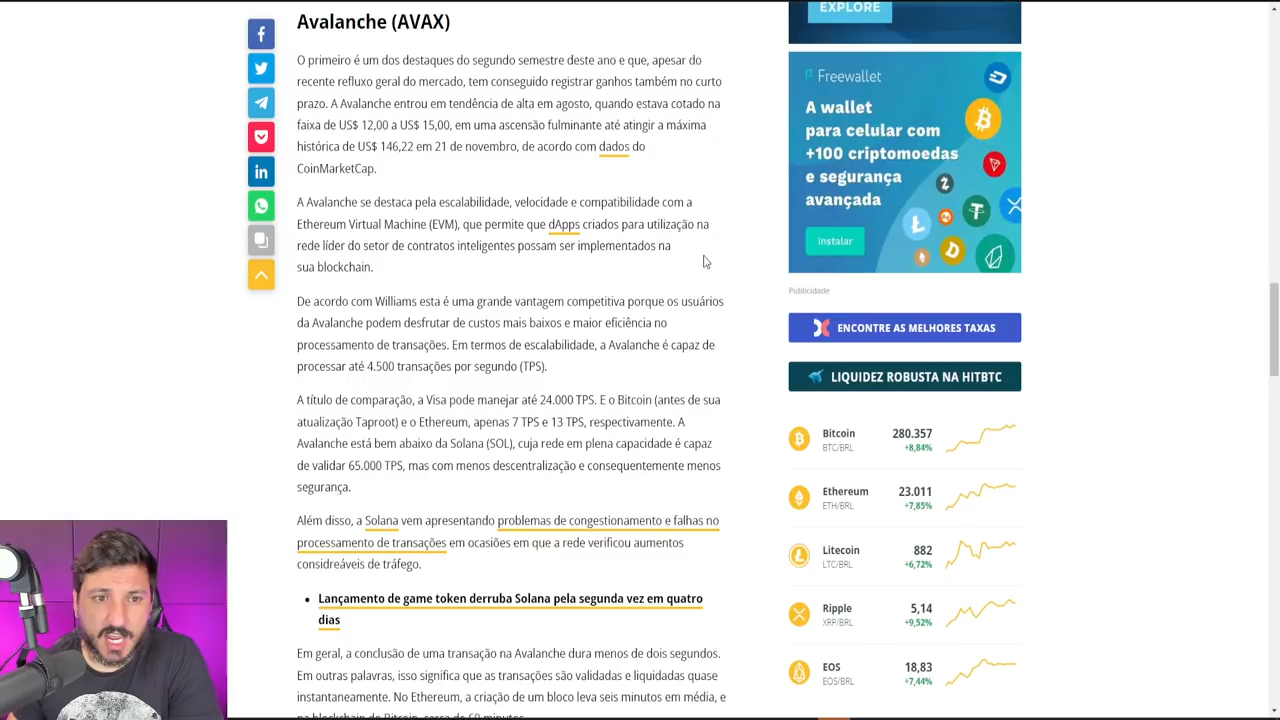 Avalanche (AVAX)
O primeiro é um dos destaques do segundo semestre deste ano e que, apesar do
recente refluxo geral do mercado, tem conseguido registrar ganhos também no curto
prazo. A Avalanche entrou em tendência de alta em agosto, quando estava cotado na
faixa de US$ 12,00 a US$ 15,00, em uma ascensão fulminante até atingir a máxima
histórica de US$ 146,22 em 21 de novembro, de acordo com dados do
CoinMarketCap.
A Avalanche se destaca pela escalabilidade, velocidade e compatibilidade com a
Ethereum Virtual Machine (EVM), que permite que dApps criados para utilização na
rede líder do setor de contratos inteligentes possam ser implementados na
sua blockchain.
De acordo com Williams esta é uma grande vantagem competitiva porque os usuários
da Avalanche podem desfrutar de custos mais baixos e maior eficiência no
processamento de transações. Em termos de escalabilidade, a Avalanche é capaz de
processar até 4.500 transações por segundo (TPS).
A título de comparação, a Visa pode manejar até 24.000 TPS. E o Bitcoin (antes de sua
atualização Taproot) e o Ethereum, apenas 7 TPS e 13 TPS, respectivamente. A
Avalanche está bem abaixo da Solana (SOL), cuja rede em plena capacidade é capaz
de validar 65.000 TPS, mas com menos descentralização e consequentemente menos
segurança.
Além disso, a Solana vem apresentando problemas de congestionamento e falhas no
processamento de transações em ocasiões em que a rede verificou aumentos
considreáveis de tráfego.
• Lançamento de game token derruba Solana pela segunda vez em quatro
dias
Em geral, a conclusão de uma transação na Avalanche dura menos de dois segundos.
Em outras palavras, isso significa que as transações são validadas e liquidadas quase
instantaneamente. No Ethereum, a criação de um bloco leva seis minutos em média, e
na blockchain do Bitcoin, cerca de 60 minutos.
EXPLORE
Freewallet
A wallet
para celular com
+100 criptomoedas
e segurança
avançada
Instalar
Publicidade
ENCONTRE AS MELHORES TAXAS
LIQUIDEZ ROBUSTA NA HITBTC
Bitcoin 280.357
BTC/BRL +8,84%
Ethereum 23.011
ETH/BRL +7,85%
Litecoin 882
LTC/BRL +6,72%
Ripple 5,14
XRP/BRL +9,52%
EOS 18,83
EOS/BRL +7,44%